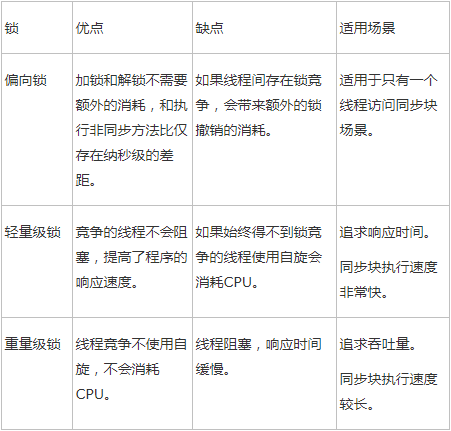 锁 优点 缺点 适用场景
偏向锁 加锁和解锁不需要 如果线程间存在锁竞 适用于只有一个
额外的消耗，和执 争，会带来额外的锁 线程访问同步块
行非同步方法比仅 撤销的消耗。 场景。
存在纳秒级的差
距。
轻量级锁 竞争的线程不会阻 如果始终得不到锁竞 追求响应时间。
塞，提高了程序的 争的线程使用自旋会
响应速度。 消耗CPU。 同步块执行速度
非常快。
重量级锁 线程竞争不使用自 线程阻塞，响应时间 追求吞吐量。
旋，不会消耗 缓慢。
CPU。 同步块执行速度
较长。